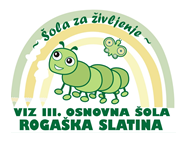 ~ Šola za življenje ~
VIZ III. OSNOVNA ŠOLA
ROGAŠKA SLATINA